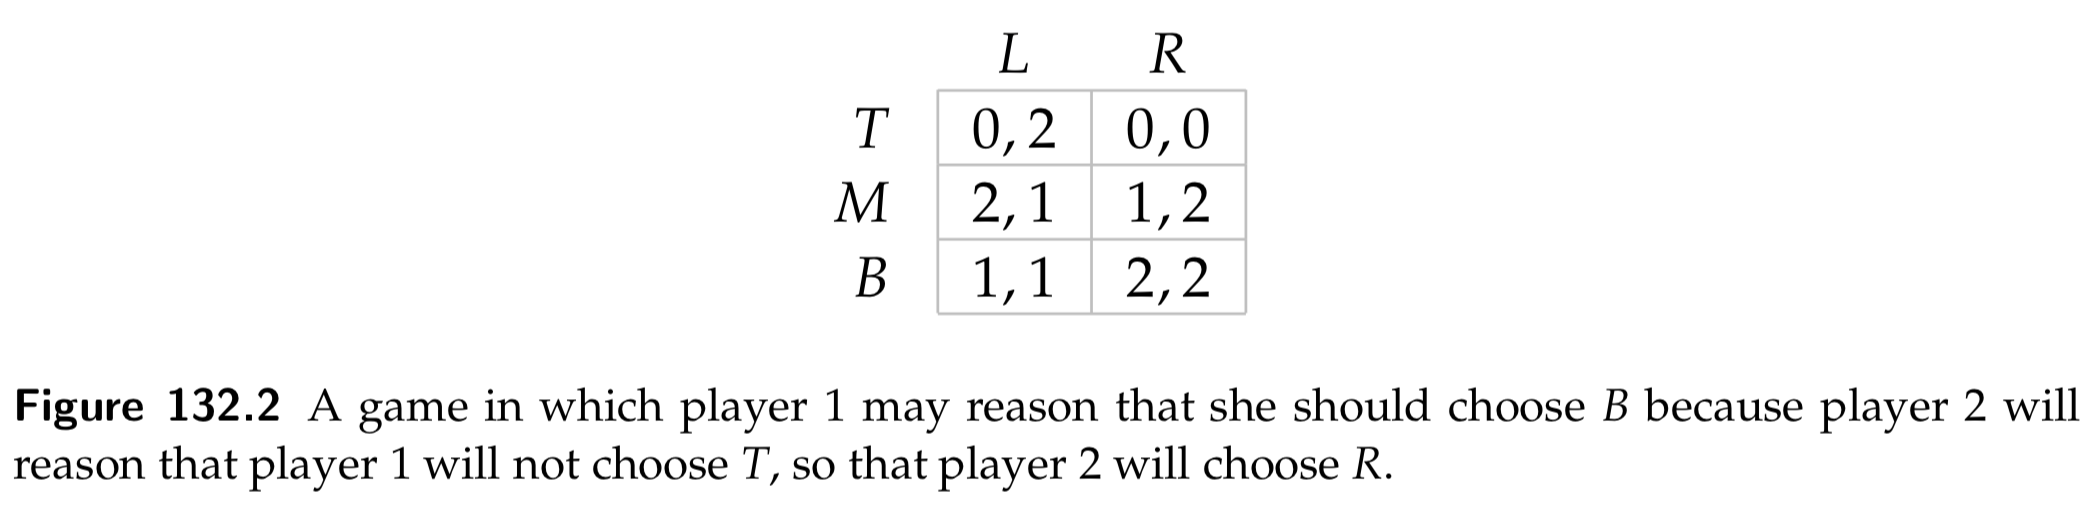 L R
T 0, 2 0, 0
M 2, 1 1, 2
B 1, 1 2, 2
Figure 132.2 A game in which player 1 may reason that she should choose B because player 2 will
reason that player 1 will not choose T, so that player 2 will choose R.